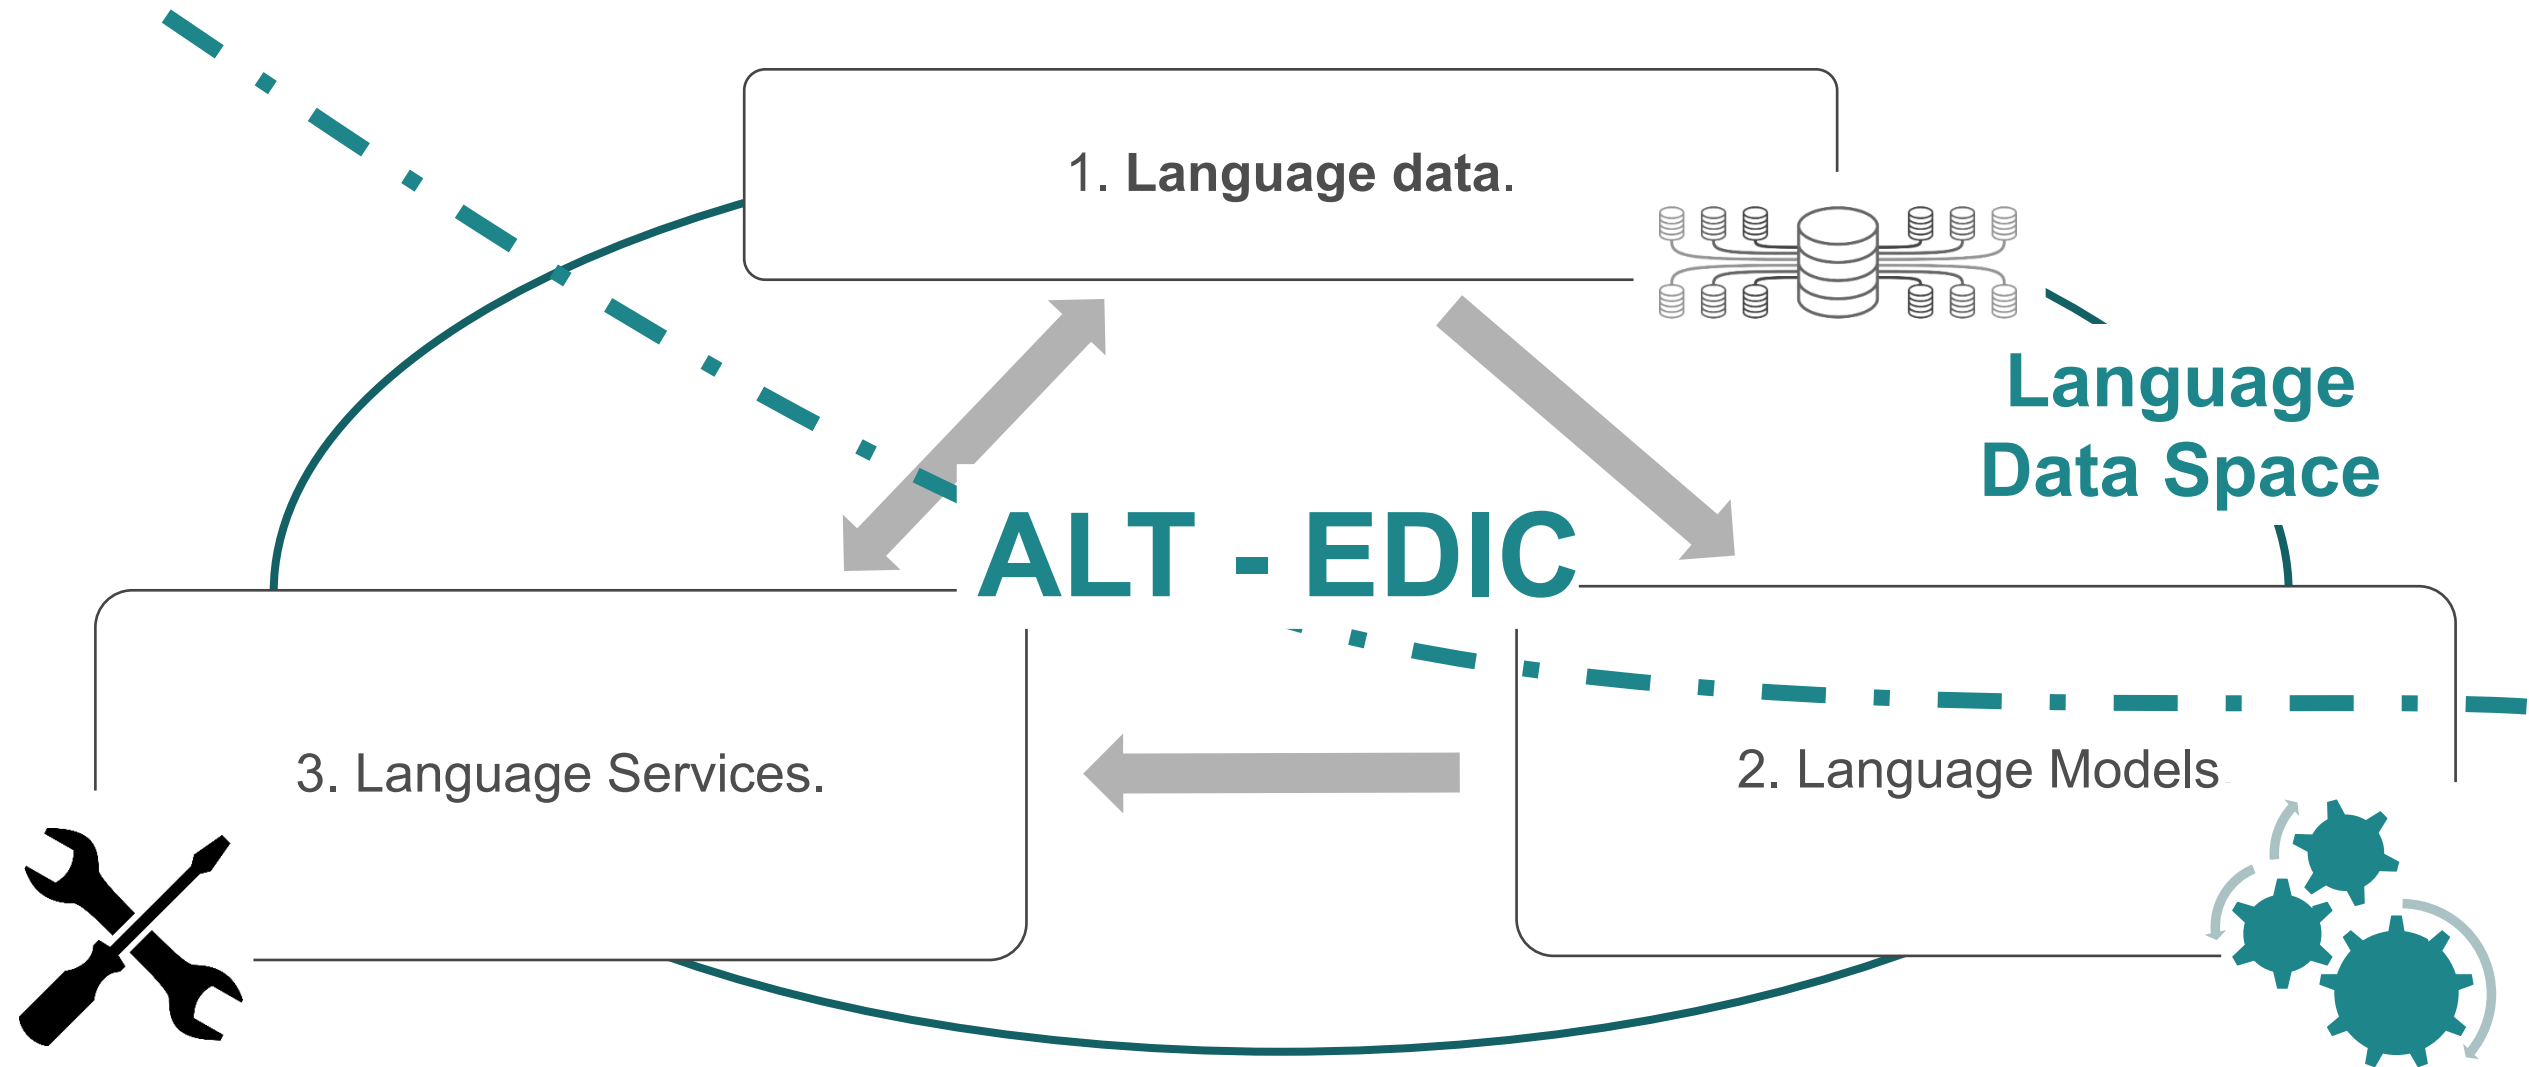 1. Language data.
Language
Data Space
ALT - EDIC
3. Language Services.
2. Language Models